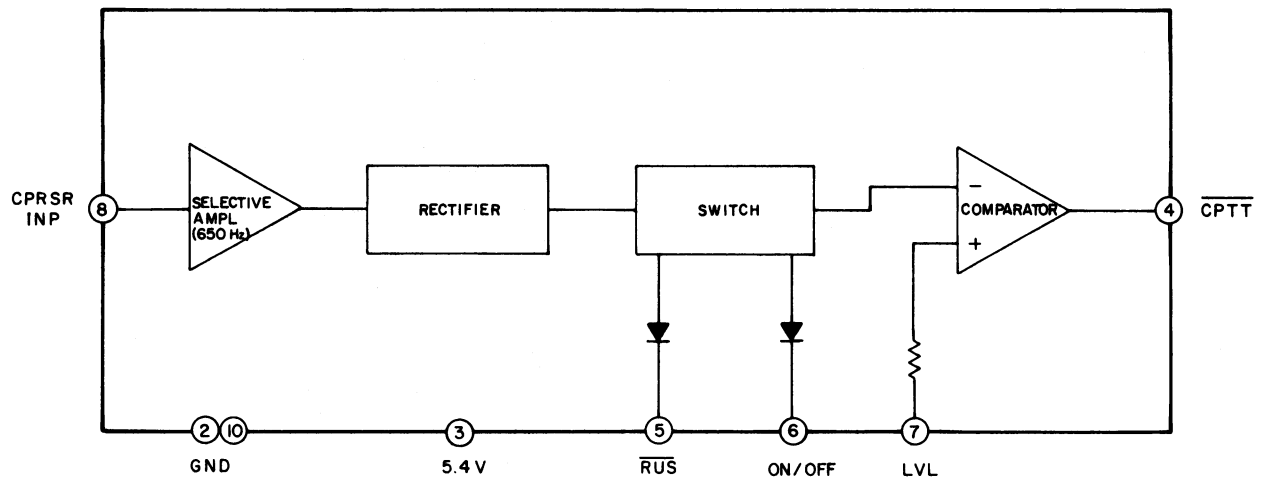 CPRSR
INP
8
SELECTIVE
AMPL
(650 Hz)
RECTIFIER
SWITCH
−
COMPARATOR
+
4
CPTT
2
10
3
5
6
7
GND
5.4 V
RUS
ON/OFF
LVL